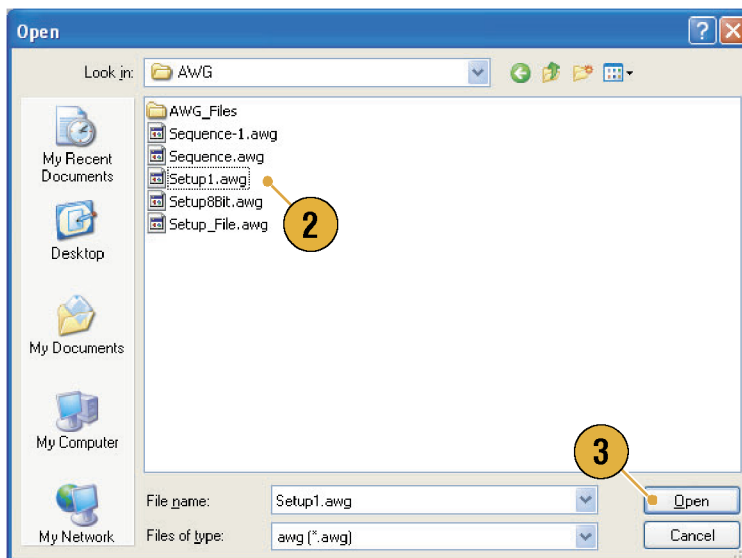 Open
Look in: AWG
AWG_Files
Sequence-1.awg
Sequence.awg
Setup1.awg
Setup8Bit.awg
Setup_File.awg
2
My Recent
Documents
Desktop
My Documents
My Computer
My Network
3
File name: Setup1.awg Open
Files of type: awg (*.awg) Cancel